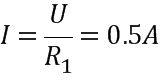 I = U / R₁ = 0.5A